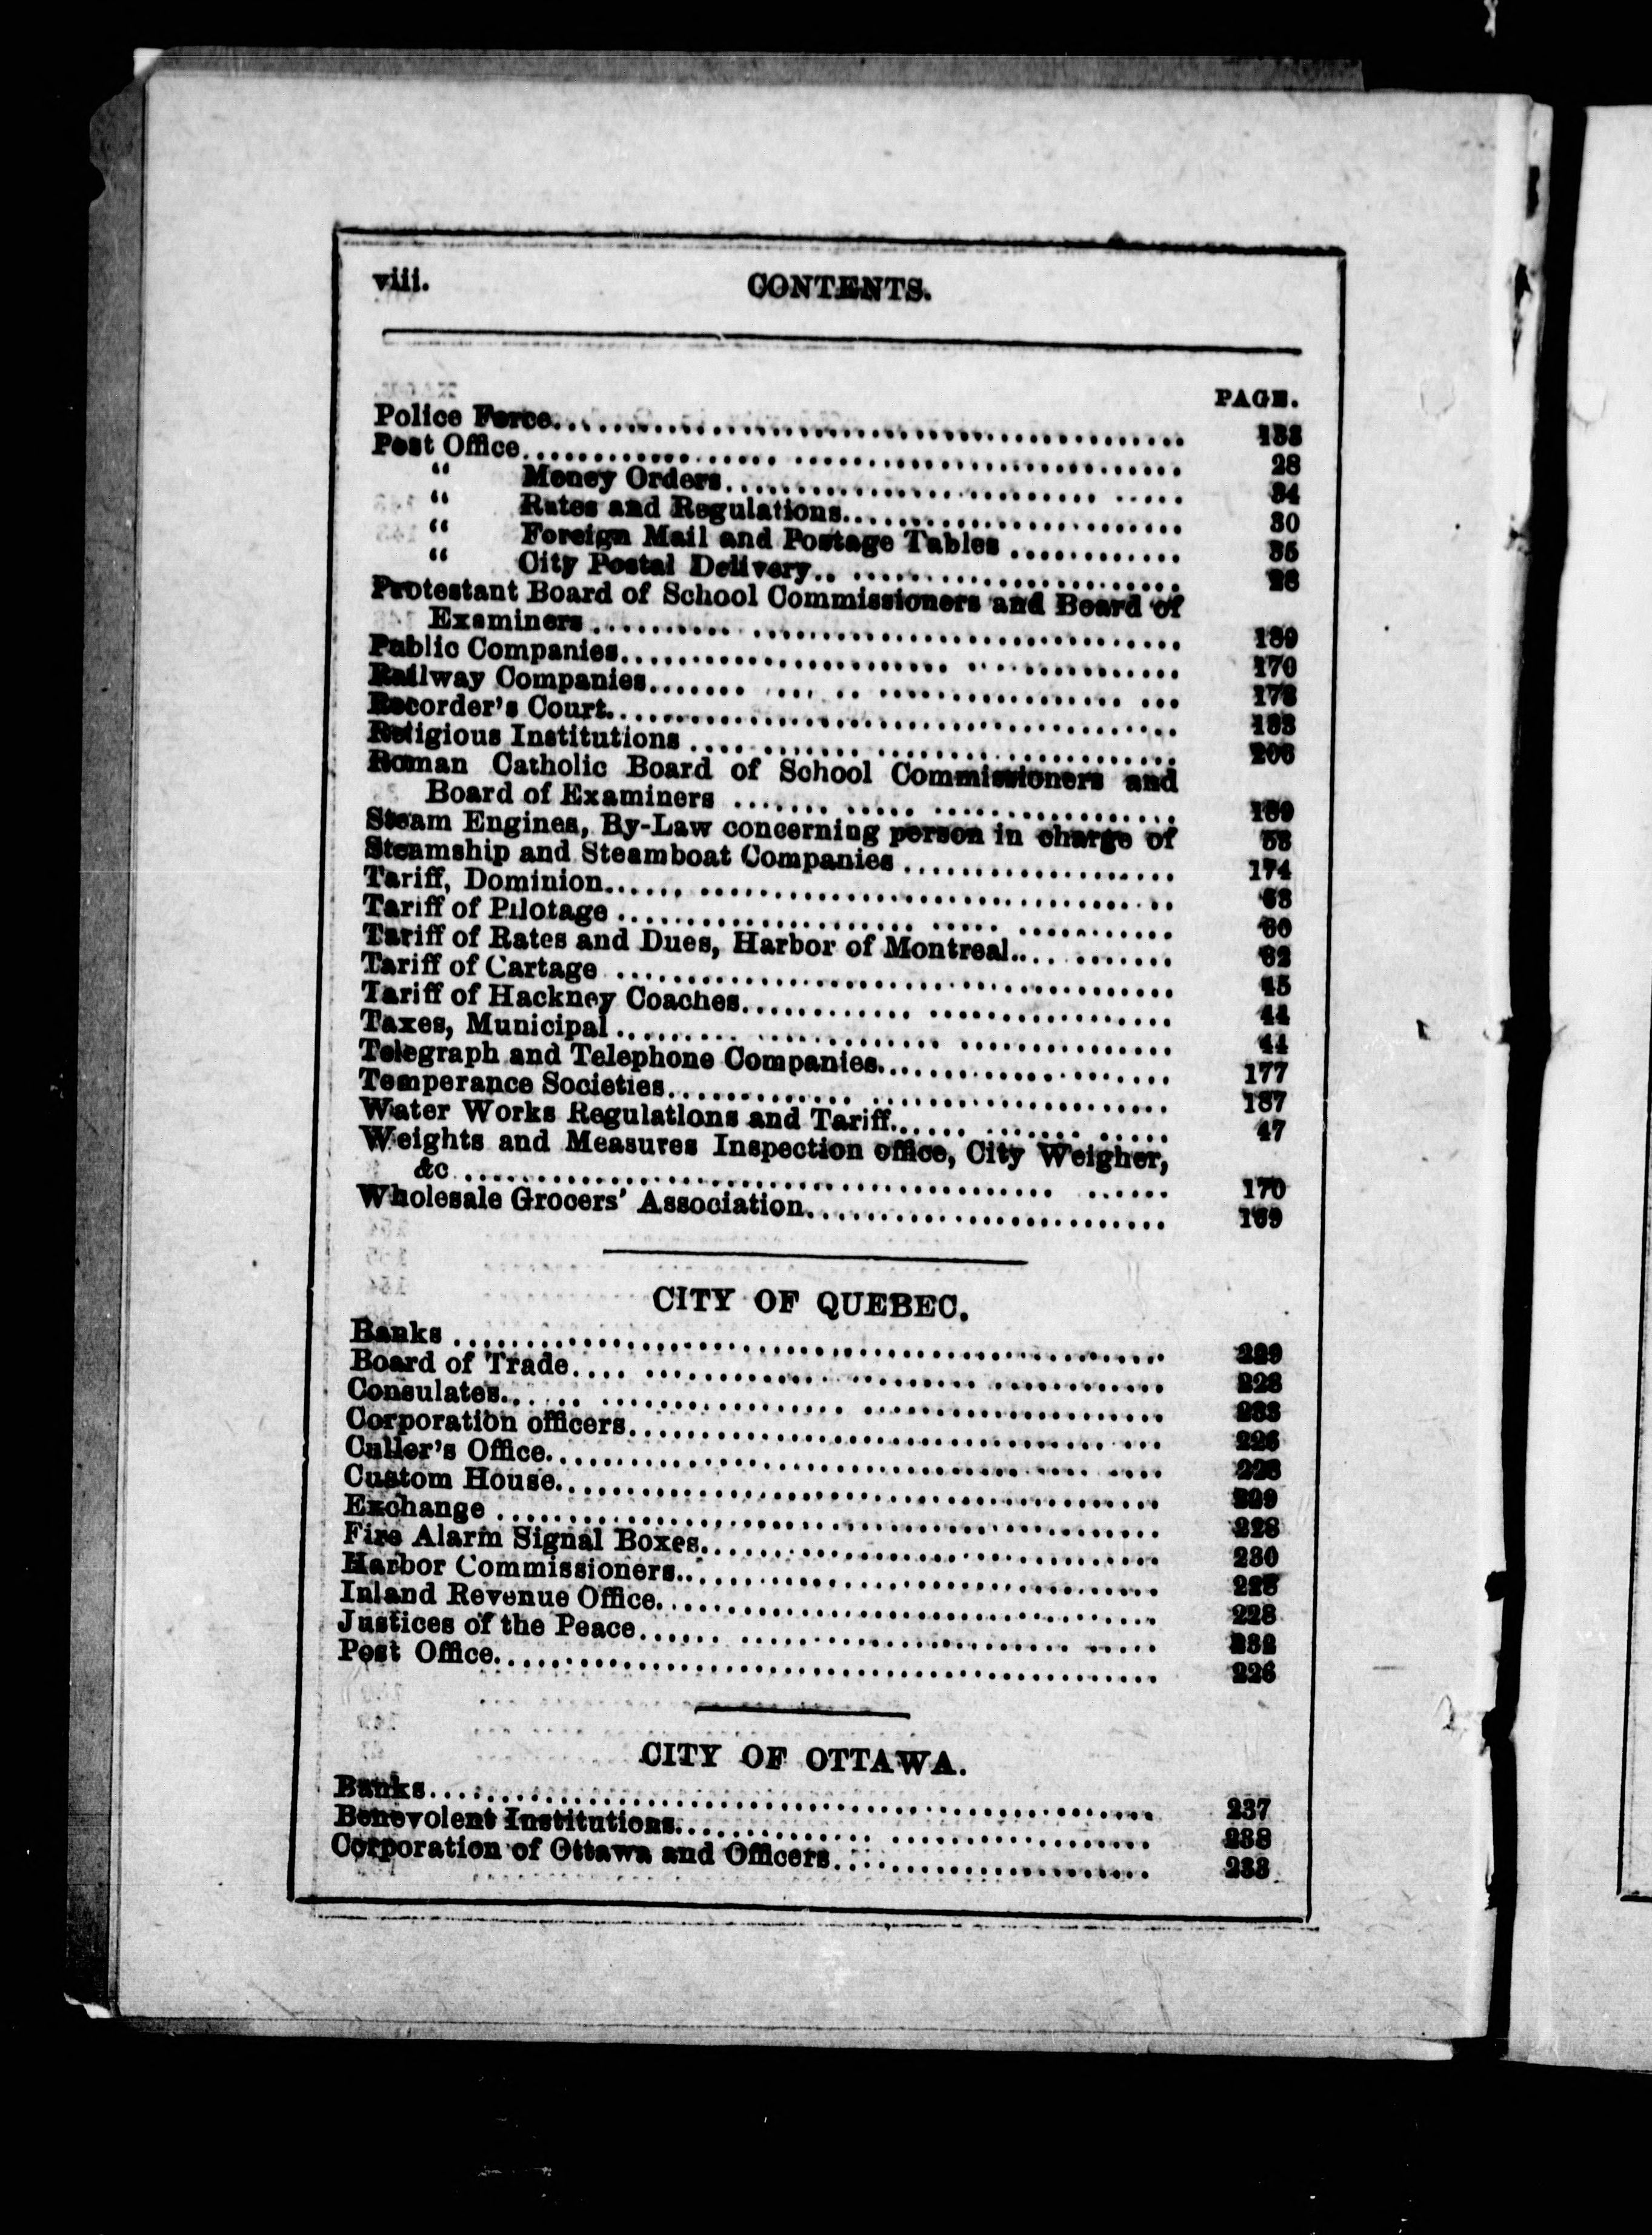 viii. CONTENTS.
PAGE.
Police Force 133
Post Office 28
“ Money Orders 34
“ Rates and Regulations 30
“ Foreign Mail and Postage Tables 35
“ City Postal Delivery 28
Protestant Board of School Commissioners and Board of
Examiners 189
Public Companies 170
Railway Companies 178
Recorder's Court 133
Religious Institutions 206
Roman Catholic Board of School Commissioners and
Board of Examiners 189
Steam Engines, By-Law concerning person in charge of 58
Steamship and Steamboat Companies 174
Tariff, Dominion 68
Tariff of Pilotage 60
Tariff of Rates and Dues, Harbor of Montreal 62
Tariff of Cartage 45
Tariff of Hackney Coaches 44
Taxes, Municipal 44
Telegraph and Telephone Companies 177
Temperance Societies 187
Water Works Regulations and Tariff 47
Weights and Measures Inspection office, City Weigher,
&c 170
Wholesale Grocers' Association 169
CITY OF QUEBEC.
Banks 229
Board of Trade 228
Consulates 233
Corporation officers 226
Culler's Office 228
Custom House 229
Exchange 228
Fire Alarm Signal Boxes 230
Harbor Commissioners 228
Inland Revenue Office 228
Justices of the Peace 232
Post Office 226
CITY OF OTTAWA.
Banks 237
Benevolent Institutions 238
Corporation of Ottawa and Officers 233